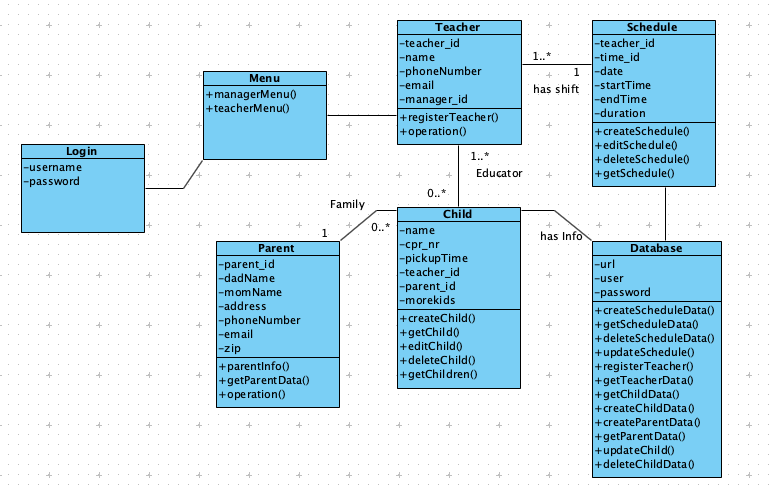 Teacher
-teacher_id
-name
-phoneNumber
-email
-manager_id
+registerTeacher()
+operation()
1..*
1
has shift
Schedule
-teacher_id
-time_id
-date
-startTime
-endTime
-duration
+createSchedule()
+editSchedule()
+deleteSchedule()
+getSchedule()
Menu
+managerMenu()
+teacherMenu()
Login
-username
-password
1..*
Educator
0..*
Family
1
0..*
Child
-name
-cpr_nr
-pickupTime
-teacher_id
-parent_id
-morekids
+createChild()
+getChild()
+editChild()
+deleteChild()
+getChildren()
has Info
Parent
-parent_id
-dadName
-momName
-address
-phoneNumber
-email
-zip
+parentInfo()
+getParentData()
+operation()
Database
-url
-user
-password
+createScheduleData()
+getScheduleData()
+deleteScheduleData()
+updateSchedule()
+registerTeacher()
+getTeacherData()
+getChildData()
+createChildData()
+createParentData()
+getParentData()
+updateChild()
+deleteChildData()